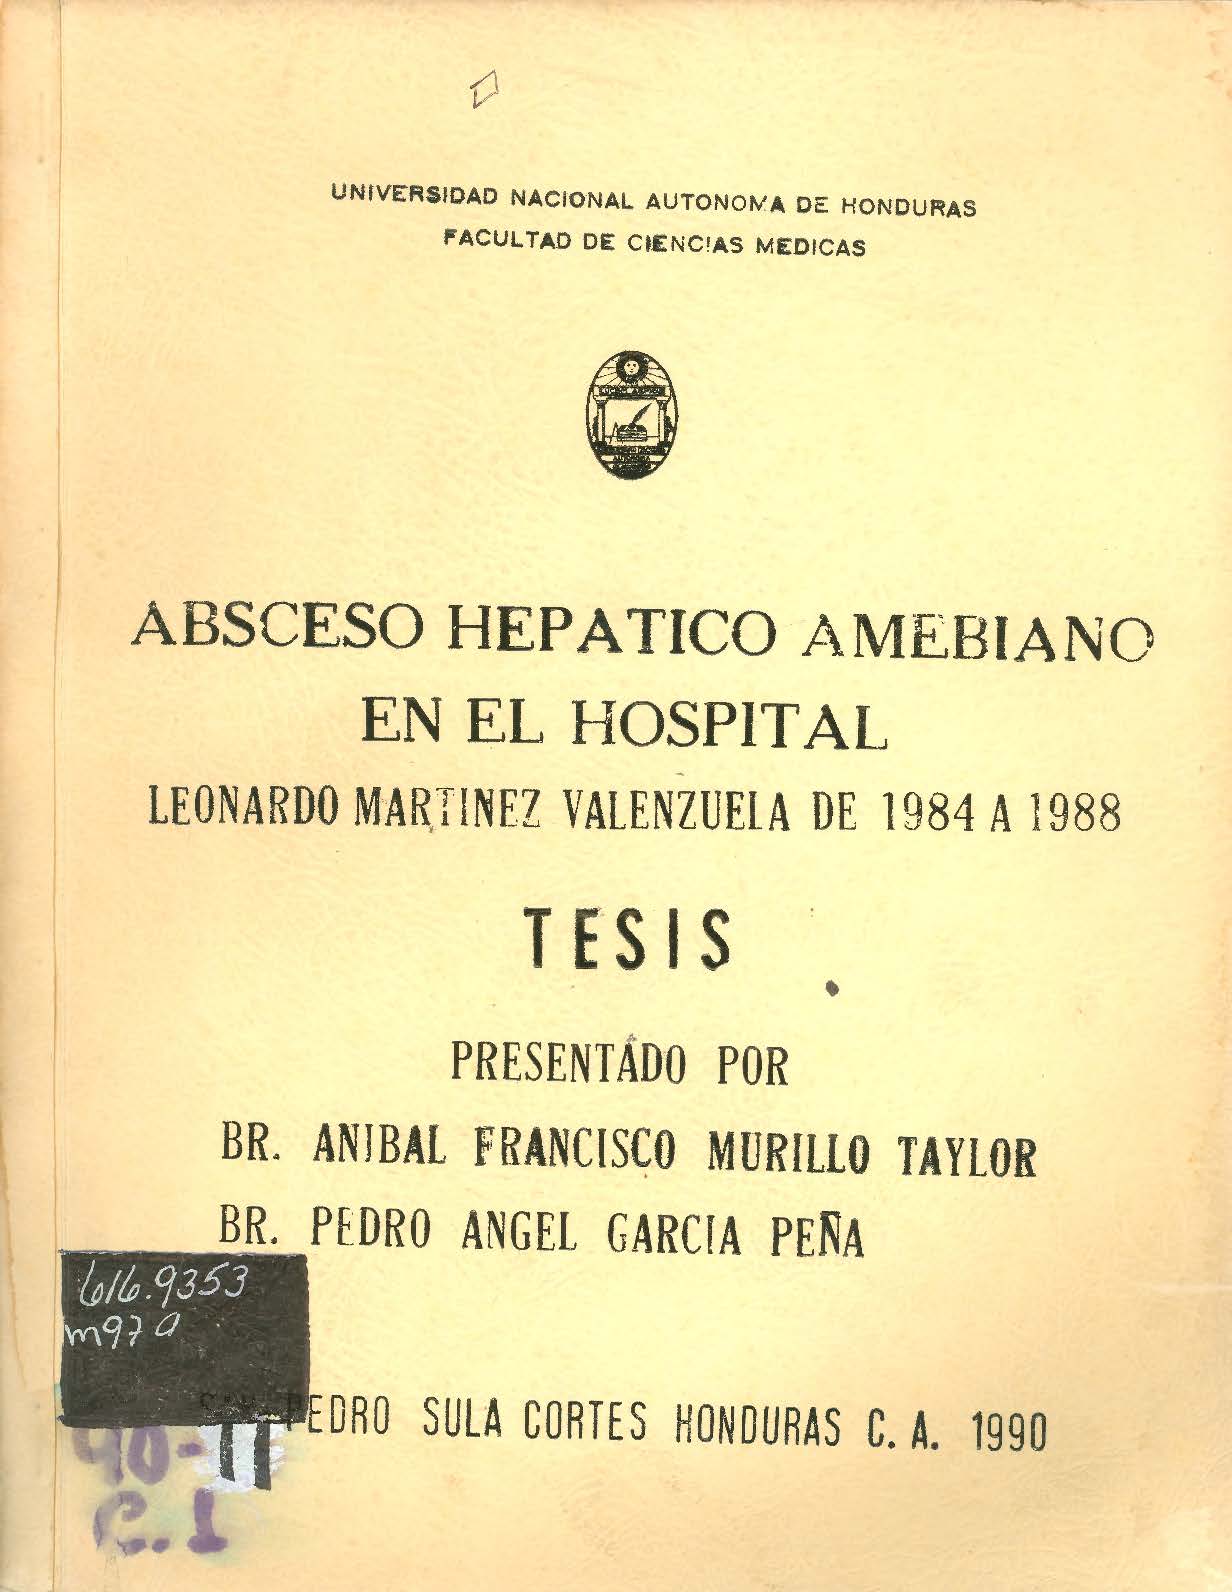 UNIVERSIDAD NACIONAL AUTONOMA DE HONDURAS
FACULTAD DE CIENCIAS MEDICAS
ABSCESO HEPATICO AMEBIANO
EN EL HOSPITAL
LEONARDO MARTINEZ VALENZUELA DE 1984 A 1988
TESIS
PRESENTADO POR
BR. ANIBAL FRANCISCO MURILLO TAYLOR
BR. PEDRO ANGEL GARCIA PEÑA
616.9353
m97a
PEDRO SULA CORTES HONDURAS C. A. 1990
90-11
C.1